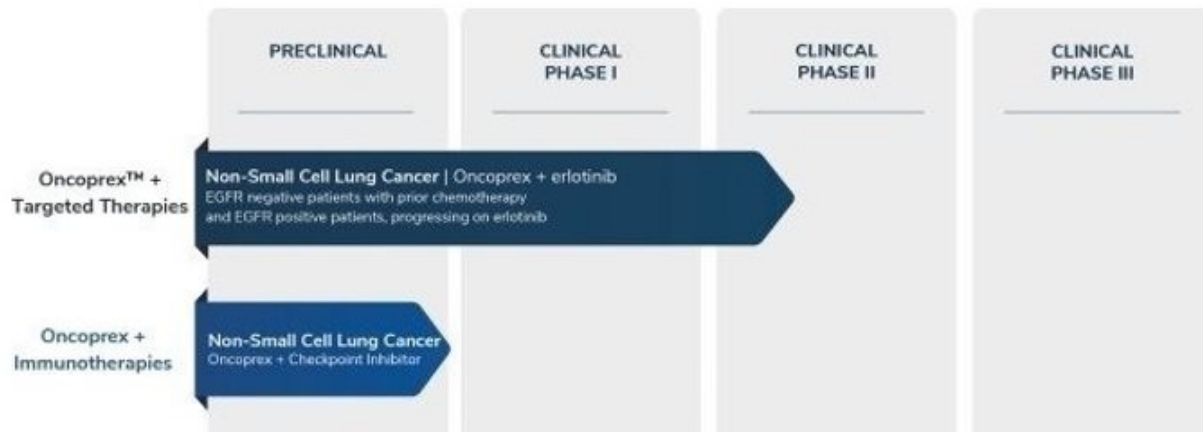 PRECLINICAL
CLINICAL
PHASE I
CLINICAL
PHASE II
CLINICAL
PHASE III
Oncoprex™ +
Targeted Therapies
Non-Small Cell Lung Cancer | Oncoprex + erlotinib
EGFR negative patients with prior chemotherapy
and EGFR positive patients, progressing on erlotinib
Oncoprex +
Immunotherapies
Non-Small Cell Lung Cancer
Oncoprex + Checkpoint Inhibitor